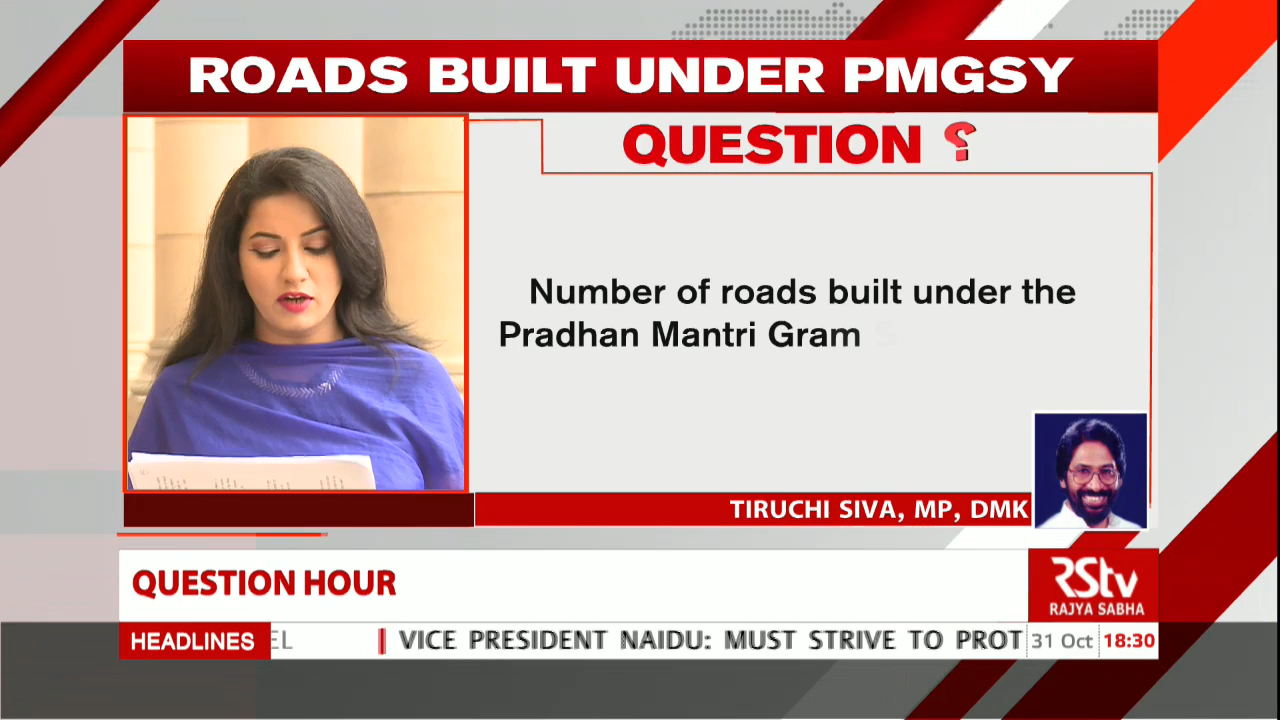 ROADS BUILT UNDER PMGSY
QUESTION ?
Number of roads built under the
Pradhan Mantri Gram S
TIRUCHI SIVA, MP, DMK
QUESTION HOUR
RStv
RAJYA SABHA
HEADLINES EL | VICE PRESIDENT NAIDU: MUST STRIVE TO PROT 31 Oct 18:30